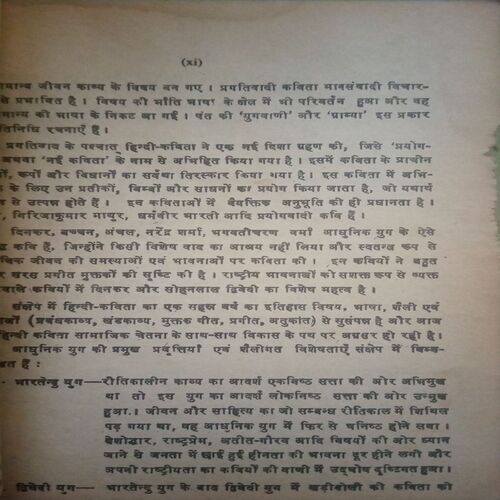 (xi)
जीवन काव्य के विषय बन गए । प्रगतिवादी कविता मार्क्सवादी विचार-
प्रभावित है । विषय की भाँति भाषा के क्षेत्र में भी परिवर्तन हुआ और वह
की भाषा के निकट आ गई । पंत की 'युगवाणी' और 'ग्राम्या' इस प्रकार
रचनाएँ हैं ।
प्रगतिवाद के पश्चात् हिन्दी-कविता ने एक नई दिशा ग्रहण की, जिसे 'प्रयोग-
अथवा 'नई कविता' के नाम से अभिहित किया गया है । इसमें कविता के प्राचीन
रूपों और विधानों का सर्वथा तिरस्कार किया गया है । इस कविता में अभि-
के लिए उन प्रतीकों, बिम्बों और साधनों का प्रयोग किया जाता है, जो यथार्थ
से उत्पन्न होते हैं । इन कविताओं में वैयक्तिक अनुभूति की ही प्रधानता है ।
गिरिजाकुमार माथुर, धर्मवीर भारती आदि प्रयोगवादी कवि हैं ।
दिनकर, बच्चन, अंचल, नरेंद्र शर्मा, भगवतीचरण वर्मा आधुनिक युग के ऐसे
कवि हैं, जिन्होंने किसी विशेष वाद का आश्रय नहीं लिया और स्वतन्त्र रूप से
जीवन की समस्याओं एवं भावनाओं पर कविता की । इन कवियों ने बहुत
सरस प्रगीत मुक्तकों की सृष्टि की है । राष्ट्रीय भावनाओं को सशक्त रूप से व्यक्त
वाले कवियों में दिनकर और सोहनलाल द्विवेदी का विशेष महत्व है ।
संक्षेप में हिन्दी-कविता का एक सहस्र वर्ष का इतिहास विषय, भाषा, शैली एवं
(प्रबंधकाव्य, खंडकाव्य, मुक्तक गीत, प्रगीत, अतुकांत) से सुसंपन्न है और आज
हिन्दी कविता सामाजिक चेतना के साथ-साथ विकास के पथ पर अग्रसर हो रही है ।
आधुनिक युग की प्रमुख प्रवृत्तियाँ एवं शैलीगत विशेषताएँ संक्षेप में निम्न-
हैं :
भारतेन्दु युग—रीतिकालीन काव्य का आदर्श एकनिष्ठ सत्ता की ओर अभिमुख
था तो इस युग का आदर्श लोकनिष्ठ सत्ता की ओर उन्मुख
हुआ । जीवन और साहित्य का जो सम्बन्ध रीतिकाल में शिथिल
पड़ गया था, वह आधुनिक युग में फिर से घनिष्ठ होने लगा ।
देशोद्धार, राष्ट्रप्रेम, अतीत-गौरव आदि विषयों की ओर ध्यान
जाने से जनता में छाई हुई हीनता की भावना दूर होने लगी और
अपनी राष्ट्रीयता का कवियों की वाणी में उद्घोष दृष्टिगत हुआ ।
द्विवेदी युग— भारतेन्दु युग के बाद द्विवेदी युग में खड़ीबोली की कविता की